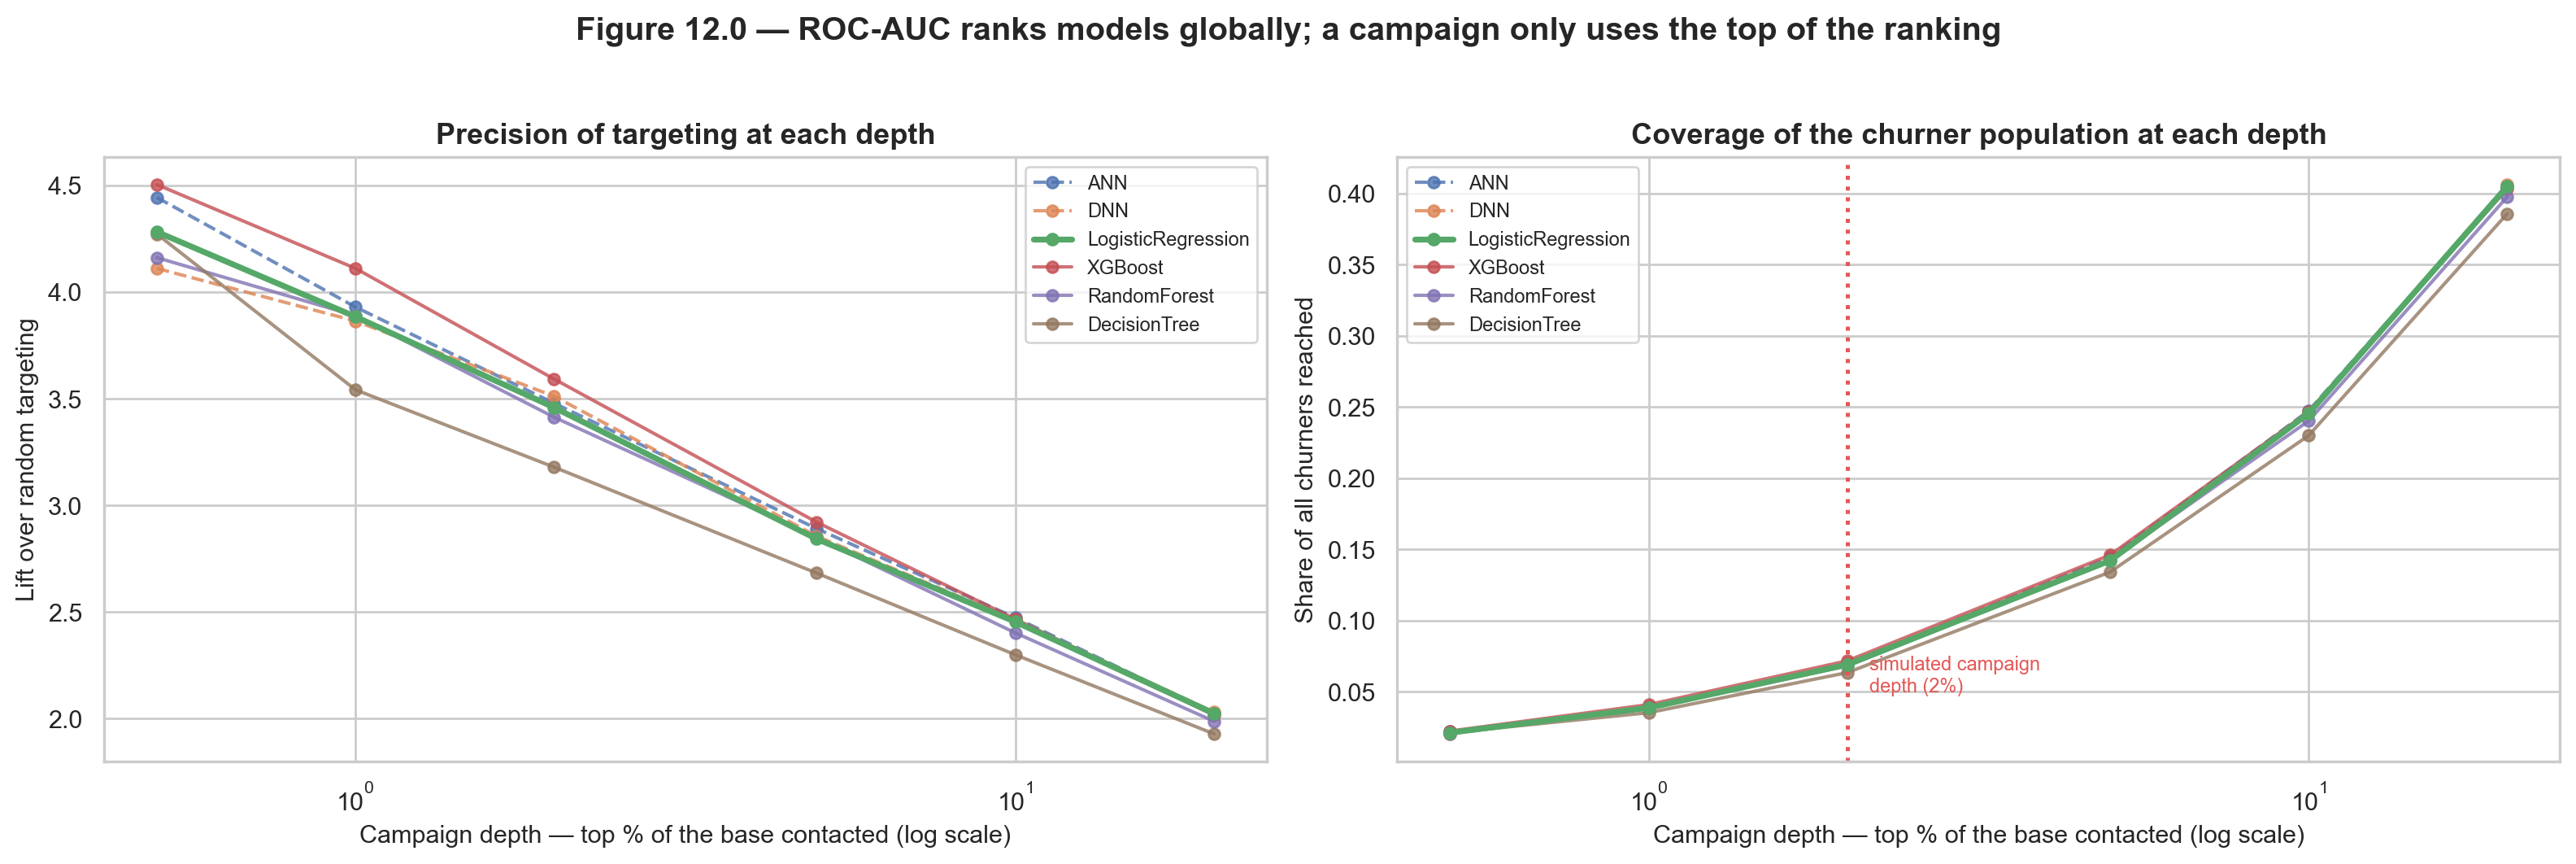 Figure 12.0 — ROC-AUC ranks models globally; a campaign only uses the top of the ranking
Precision of targeting at each depth
Lift over random targeting
4.5
4.0
3.5
3.0
2.5
2.0
ANN
DNN
LogisticRegression
XGBoost
RandomForest
DecisionTree
10^0
10^1
Campaign depth — top % of the base contacted (log scale)
Coverage of the churner population at each depth
Share of all churners reached
0.40
0.35
0.30
0.25
0.20
0.15
0.10
0.05
ANN
DNN
LogisticRegression
XGBoost
RandomForest
DecisionTree
simulated campaign
depth (2%)
10^0
10^1
Campaign depth — top % of the base contacted (log scale)